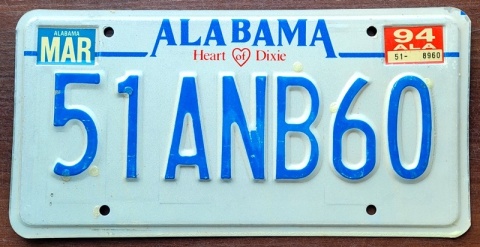 ALABAMA
MAR
ALABAMA
Heart of Dixie
94
ALA
51- 8960
51ANB60